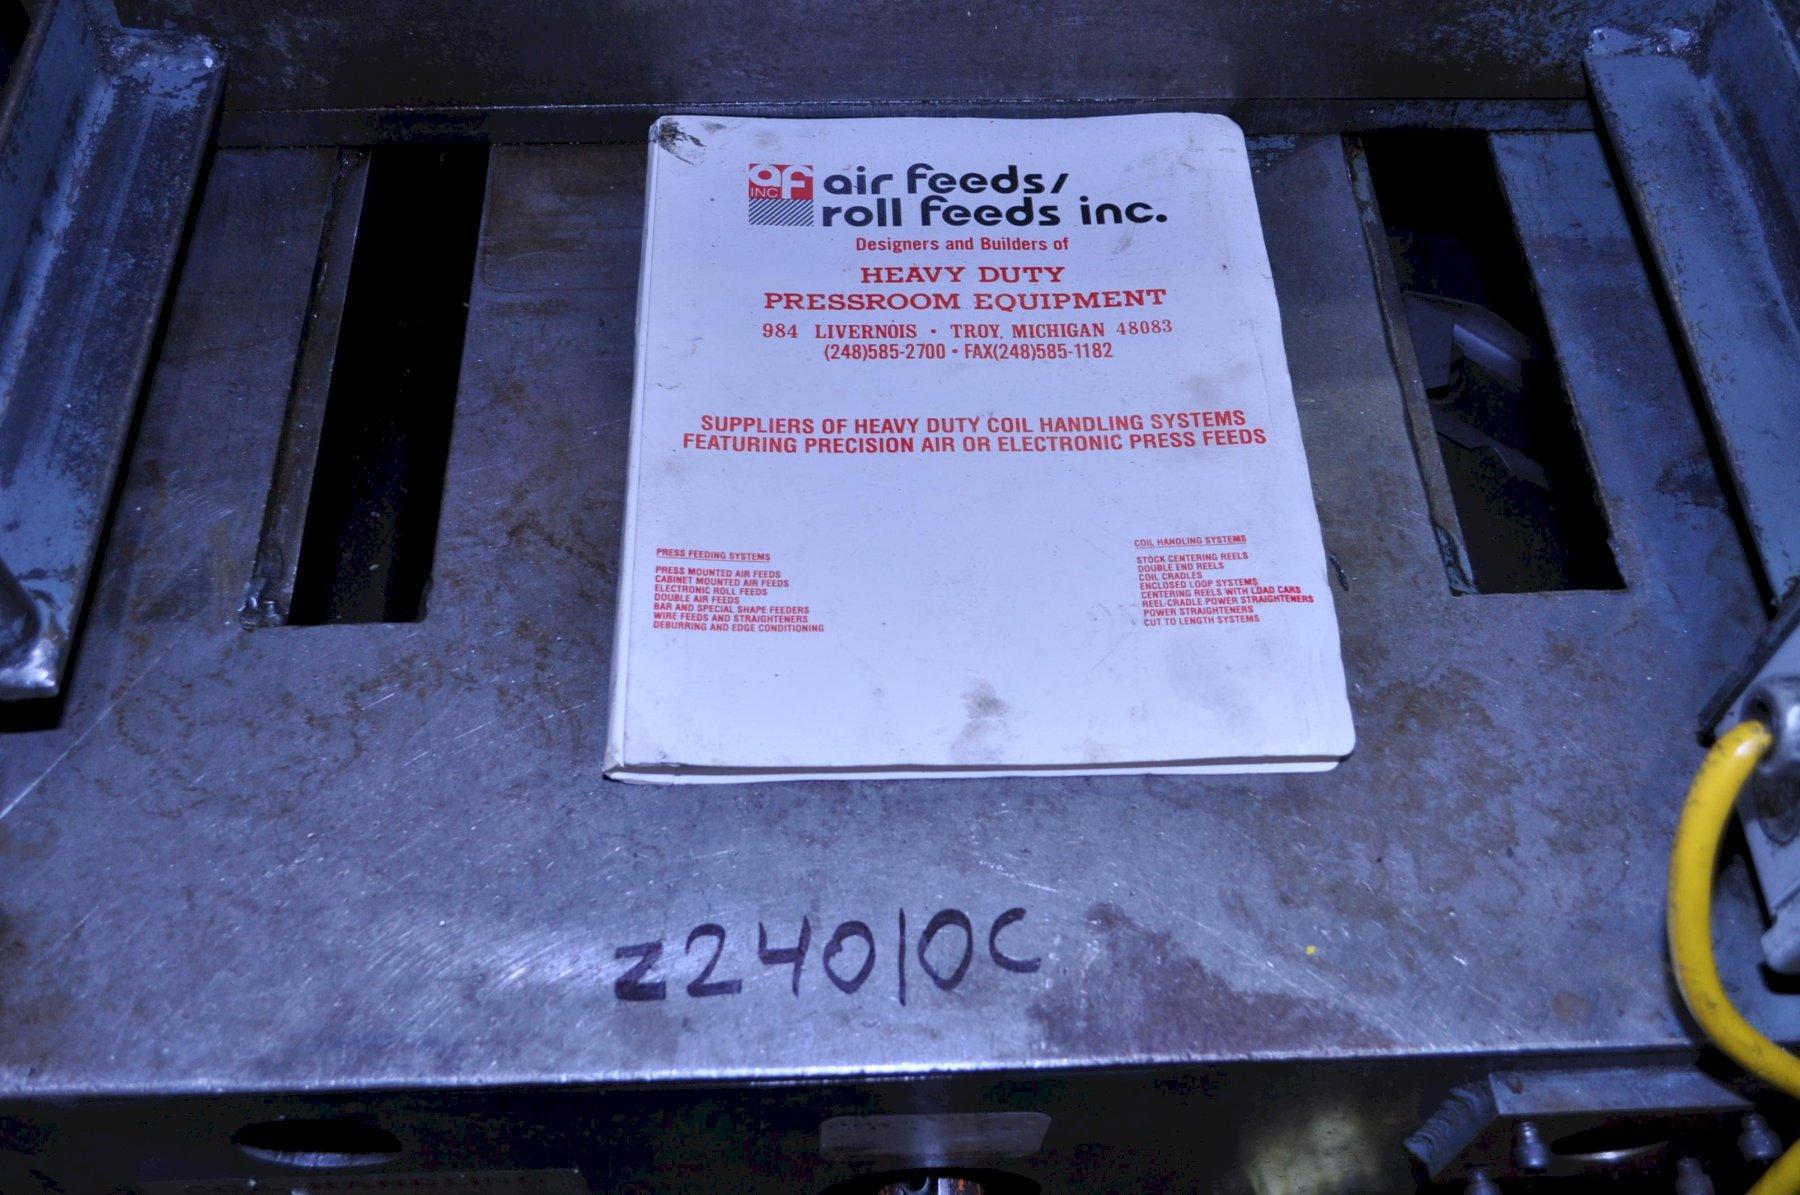 af
INC
air feeds/
roll feeds inc.
Designers and Builders of
HEAVY DUTY
PRESSROOM EQUIPMENT
984 LIVERNOIS • TROY, MICHIGAN 48083
(248)585-2700 • FAX(248)585-1182
SUPPLIERS OF HEAVY DUTY COIL HANDLING SYSTEMS
FEATURING PRECISION AIR OR ELECTRONIC PRESS FEEDS
PRESS FEEDING SYSTEMS
PRESS MOUNTED AIR FEEDS
CABINET MOUNTED AIR FEEDS
ELECTRONIC ROLL FEEDS
DOUBLE AIR FEEDS
BAR AND SPECIAL SHAPE FEEDERS
WIRE FEEDS AND STRAIGHTENERS
DEBURRING AND EDGE CONDITIONING
COIL HANDLING SYSTEMS
STOCK CENTERING REELS
DOUBLE END REELS
COIL CRADLES
ENCLOSED LOOP SYSTEMS
CENTERING REELS WITH LOAD CARS
REEL-CRADLE POWER STRAIGHTENERS
POWER STRAIGHTENERS
CUT TO LENGTH SYSTEMS
z24010C